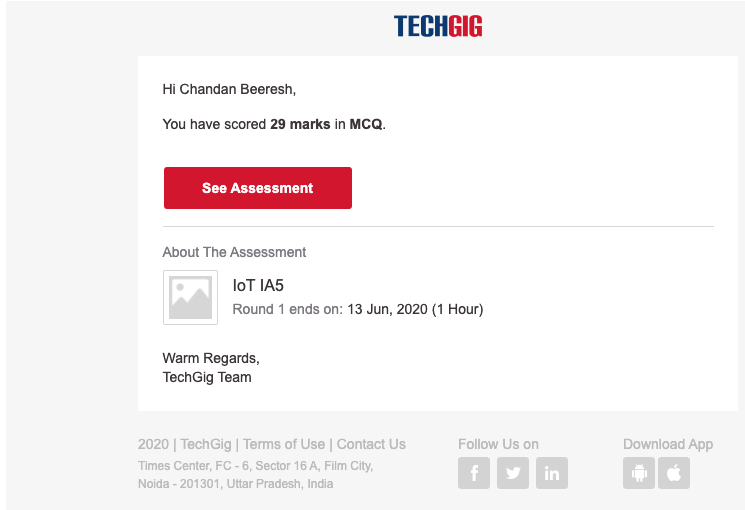 TECHGIG
Hi Chandan Beeresh,
You have scored 29 marks in MCQ.
See Assessment
About The Assessment
IoT IA5
Round 1 ends on: 13 Jun, 2020 (1 Hour)
Warm Regards,
TechGig Team
2020 | TechGig | Terms of Use | Contact Us
Times Center, FC - 6, Sector 16 A, Film City,
Noida - 201301, Uttar Pradesh, India
Follow Us on
Download App